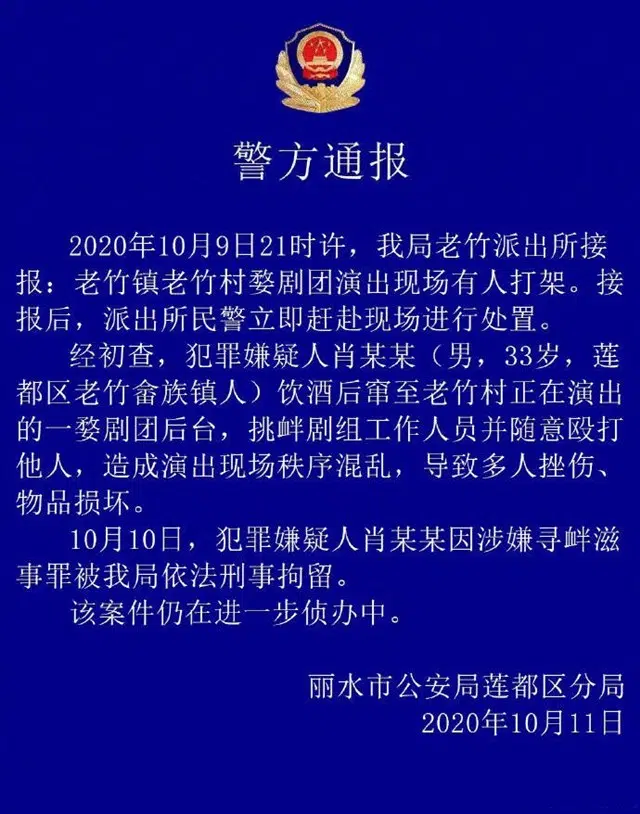 警方通报
2020年10月9日21时许，我局老竹派出所接
报：老竹镇老竹村婺剧团演出现场有人打架。接
报后，派出所民警立即赶赴现场进行处置。
经初查，犯罪嫌疑人肖某某（男，33岁，莲
都区老竹畲族镇人）饮酒后窜至老竹村正在演出
的一婺剧团后台，挑衅剧组工作人员并随意殴打
他人，造成演出现场秩序混乱，导致多人挫伤、
物品损坏。
10月10日，犯罪嫌疑人肖某某因涉嫌寻衅滋
事罪被我局依法刑事拘留。
该案件仍在进一步侦办中。
丽水市公安局莲都区分局
2020年10月11日